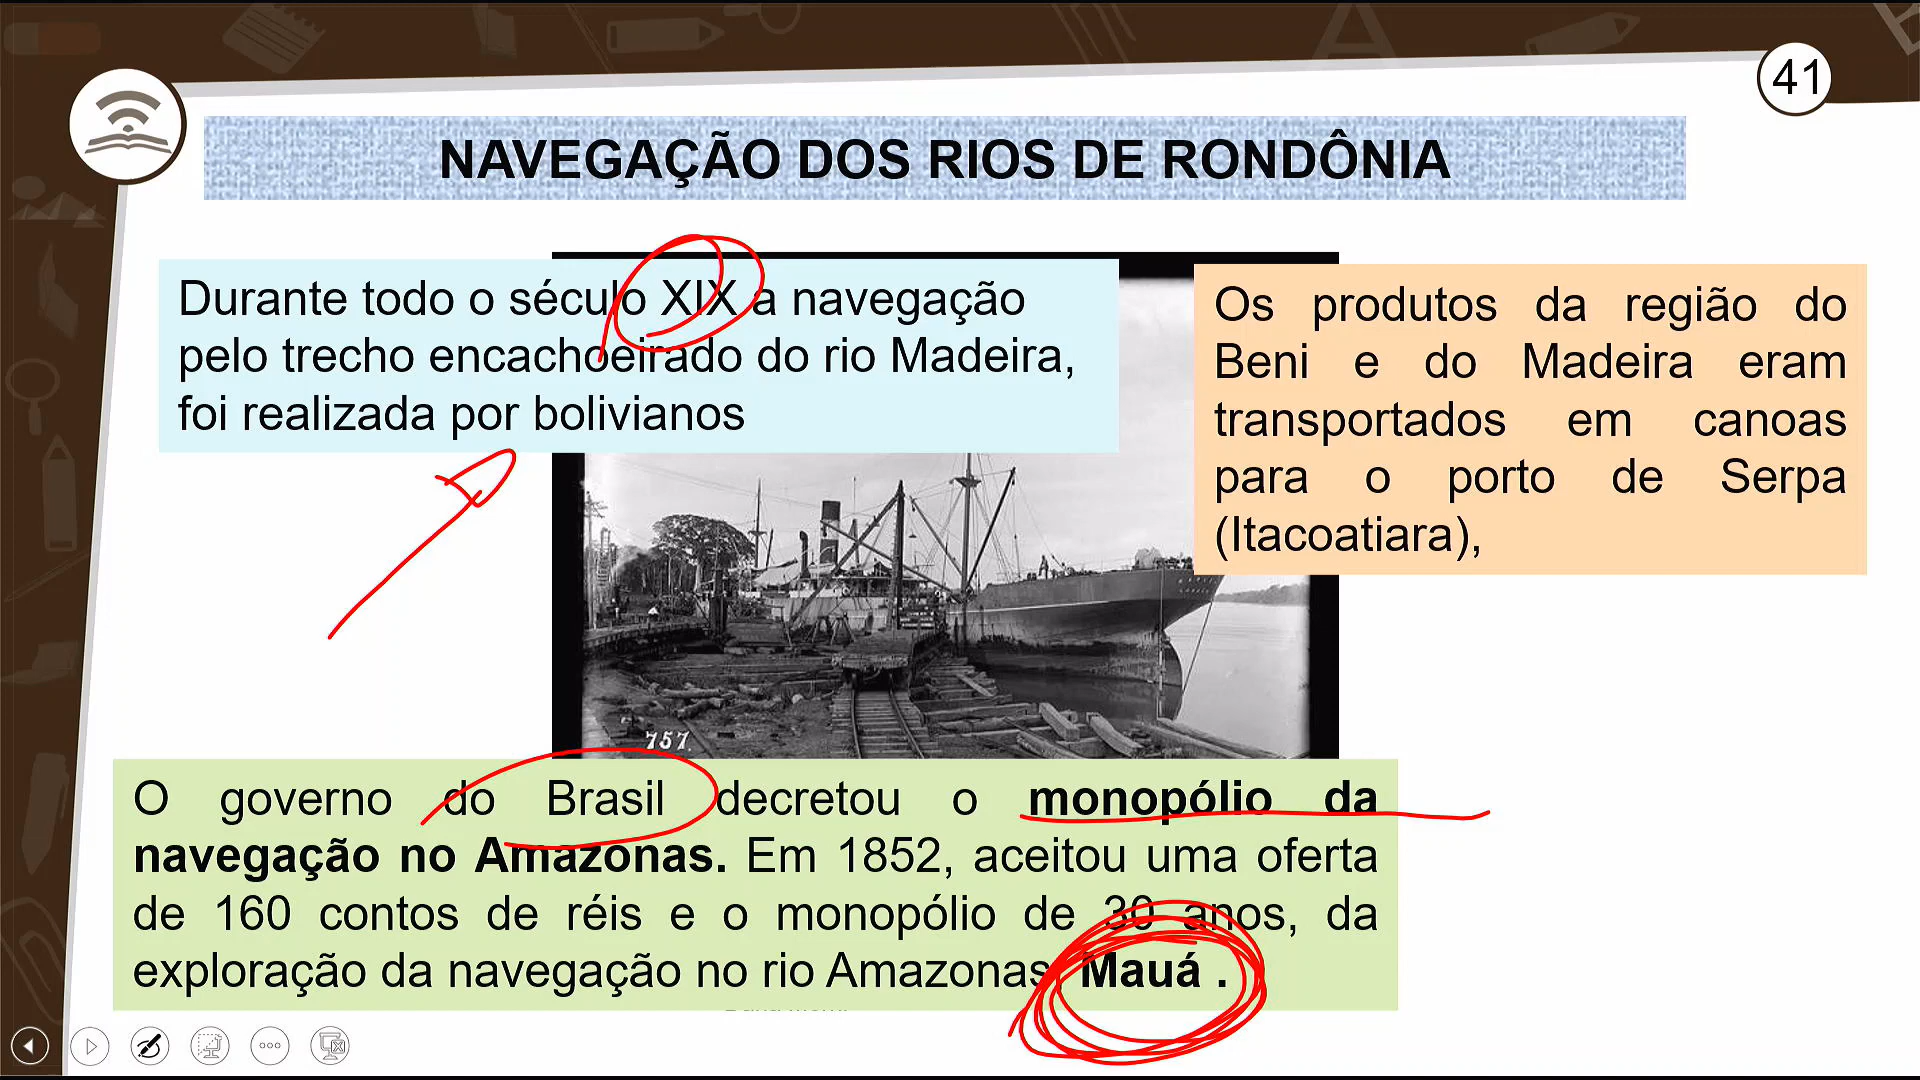 41
NAVEGAÇÃO DOS RIOS DE RONDÔNIA
Durante todo o século XIX a navegação
pelo trecho encachoeirado do rio Madeira,
foi realizada por bolivianos
Os produtos da região do
Beni e do Madeira eram
transportados em canoas
para o porto de Serpa
(Itacoatiara),
757.
O governo do Brasil decretou o monopólio da
navegação no Amazonas. Em 1852, aceitou uma oferta
de 160 contos de réis e o monopólio de 30 anos, da
exploração da navegação no rio Amazonas, Mauá .